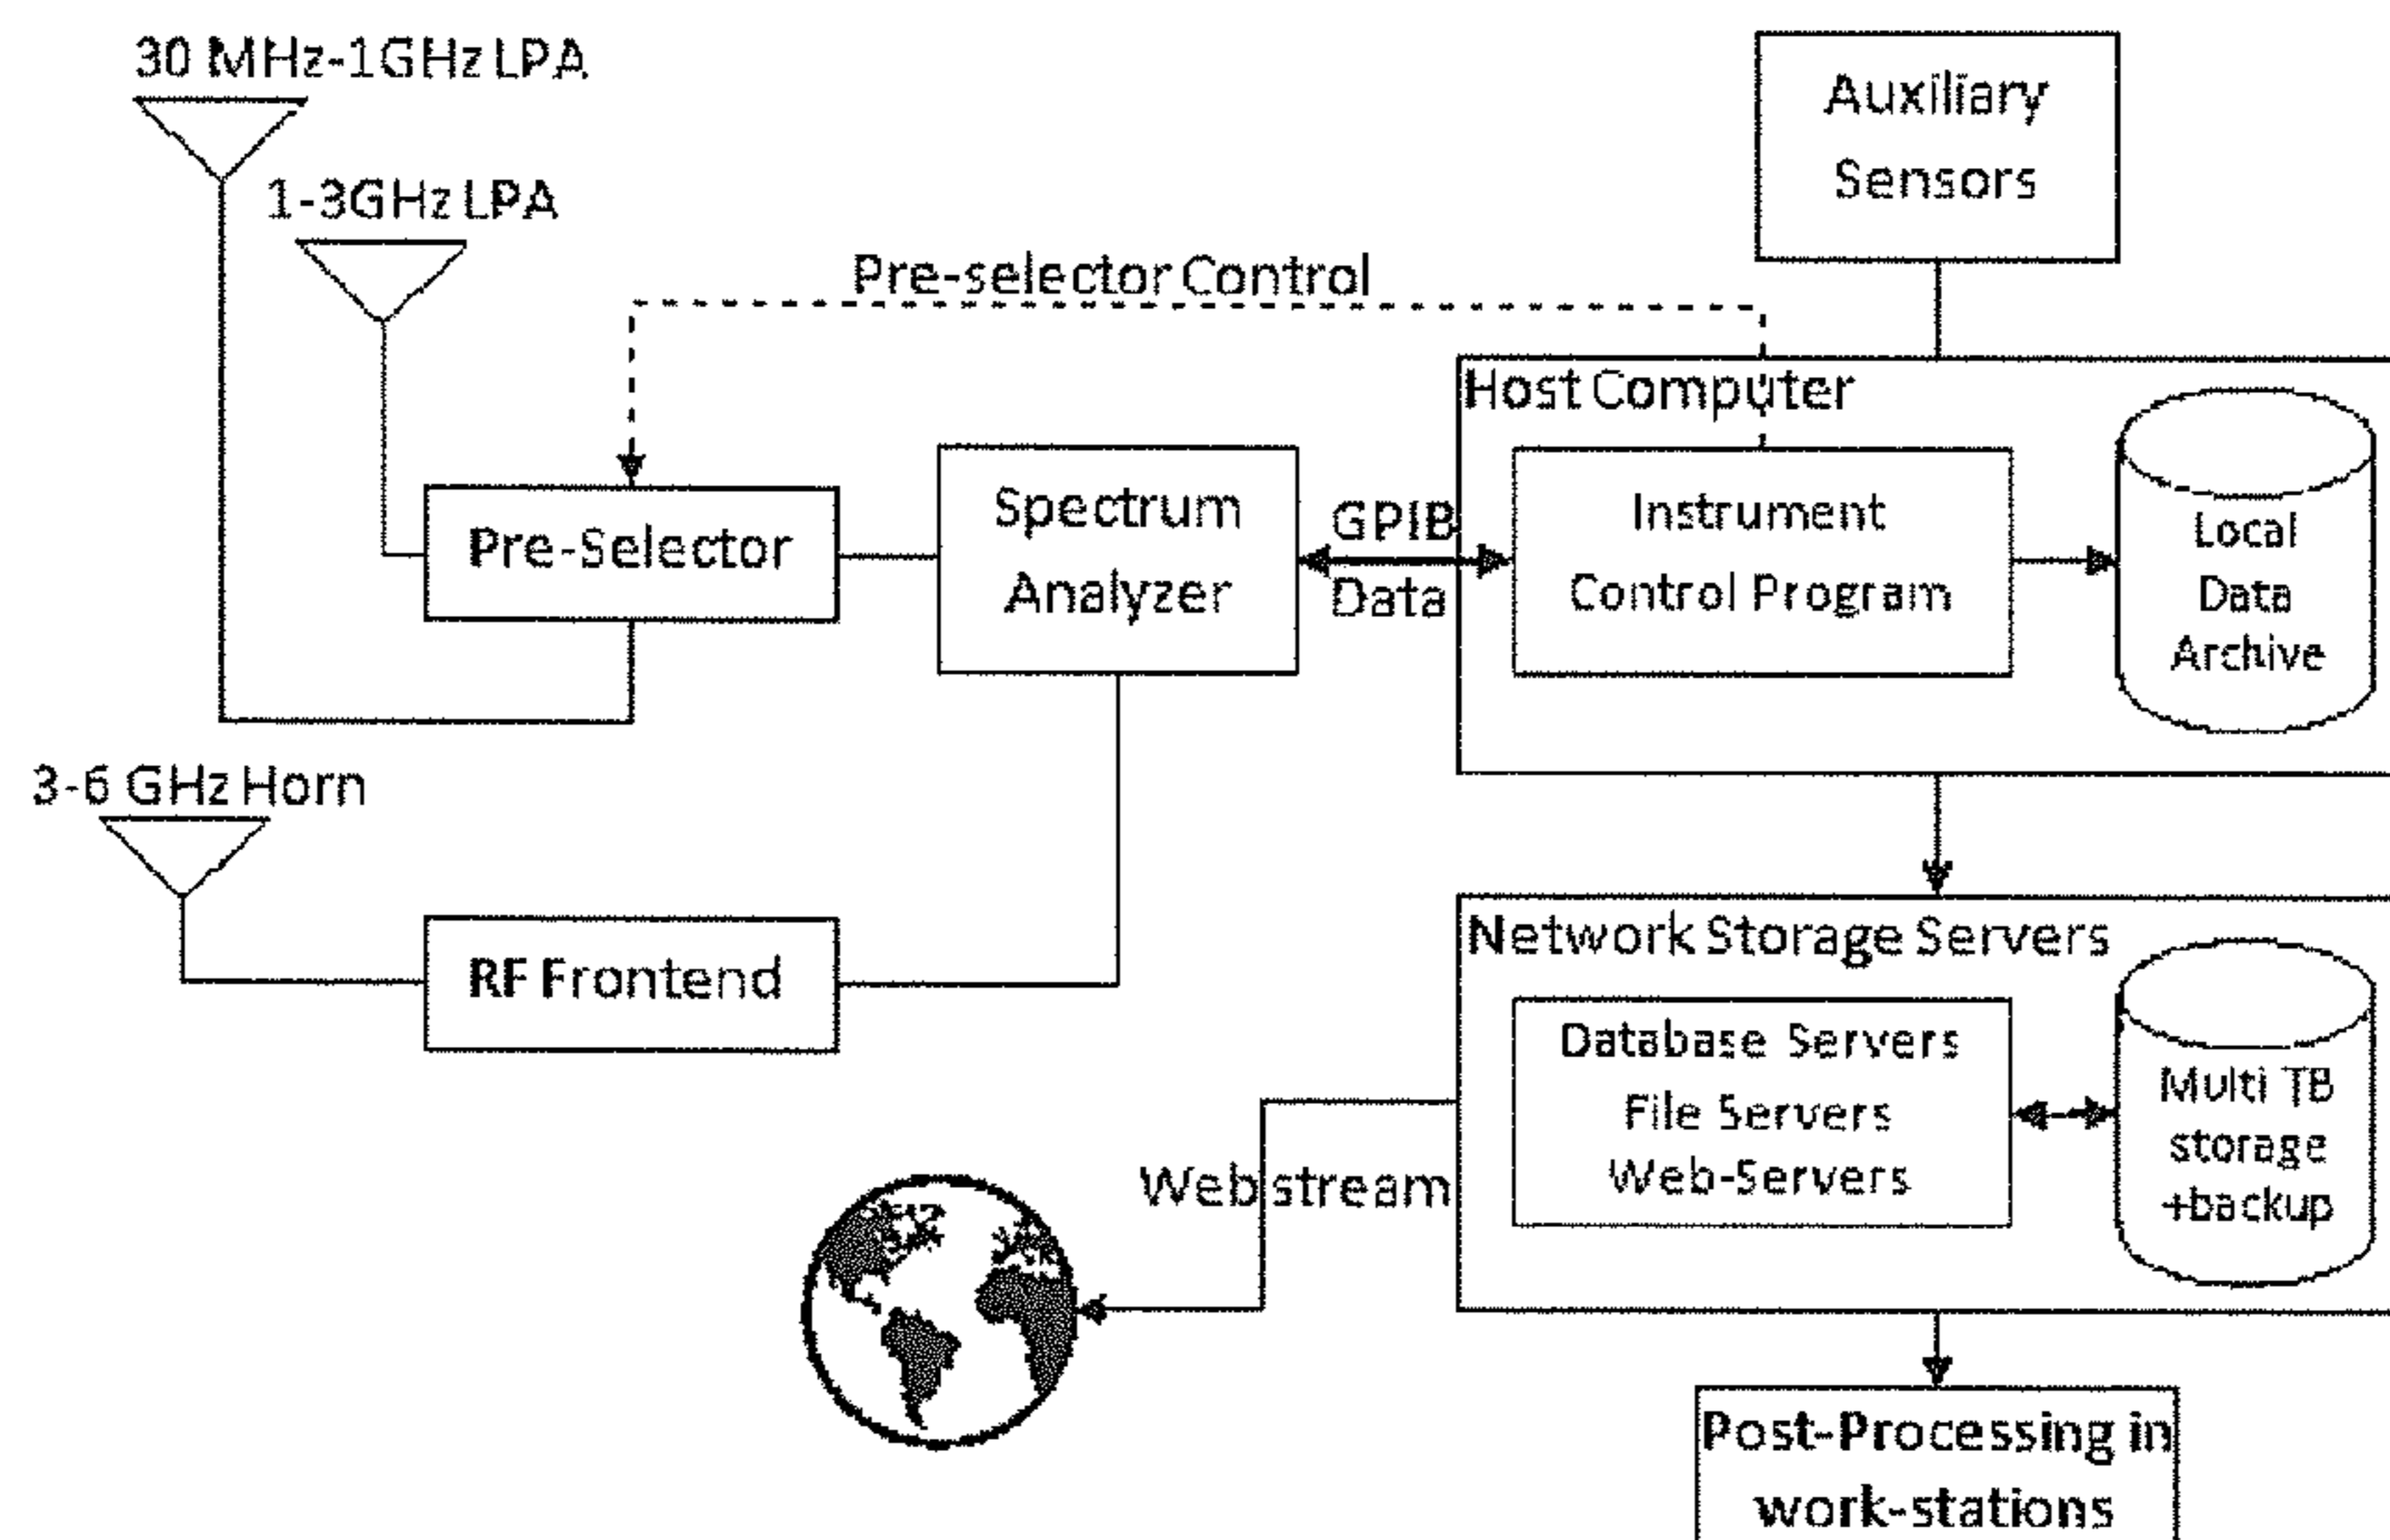 30 MHz-1GHz LPA
1-3GHz LPA
Auxiliary
Sensors
Pre-selector Control
Host Computer
Pre-Selector
Spectrum
Analyzer
GPIB
Data
Instrument
Control Program
Local
Data
Archive
3-6 GHz Horn
RF Frontend
Network Storage Servers
Database Servers
File Servers
Web-Servers
Multi TB
storage
+backup
Web stream
Post-Processing in
work-stations